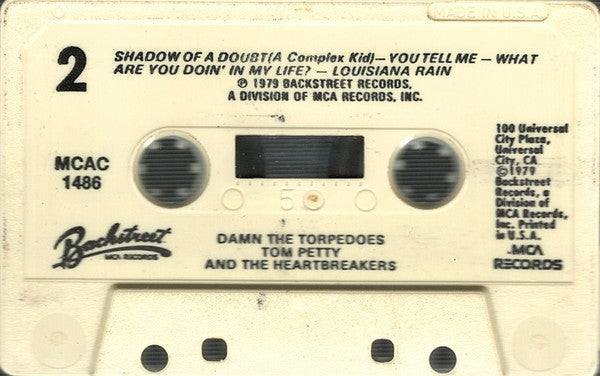 MADE IN U.S.A.
2
SHADOW OF A DOUBT(A Complex Kid)—YOU TELL ME — WHAT
ARE YOU DOIN' IN MY LIFE? — LOUISIANA RAIN
℗ 1979 BACKSTREET RECORDS,
A DIVISION OF MCA RECORDS, INC.
MCAC
1486
5
100 Universal
City Plaza,
Universal
City, CA
©1979
Backstreet
Records, a
Division of
MCA Records,
Inc. Printed
in U.S.A.
MCA
RECORDS
Backstreet
MCA RECORDS
DAMN THE TORPEDOES
TOM PETTY
AND THE HEARTBREAKERS